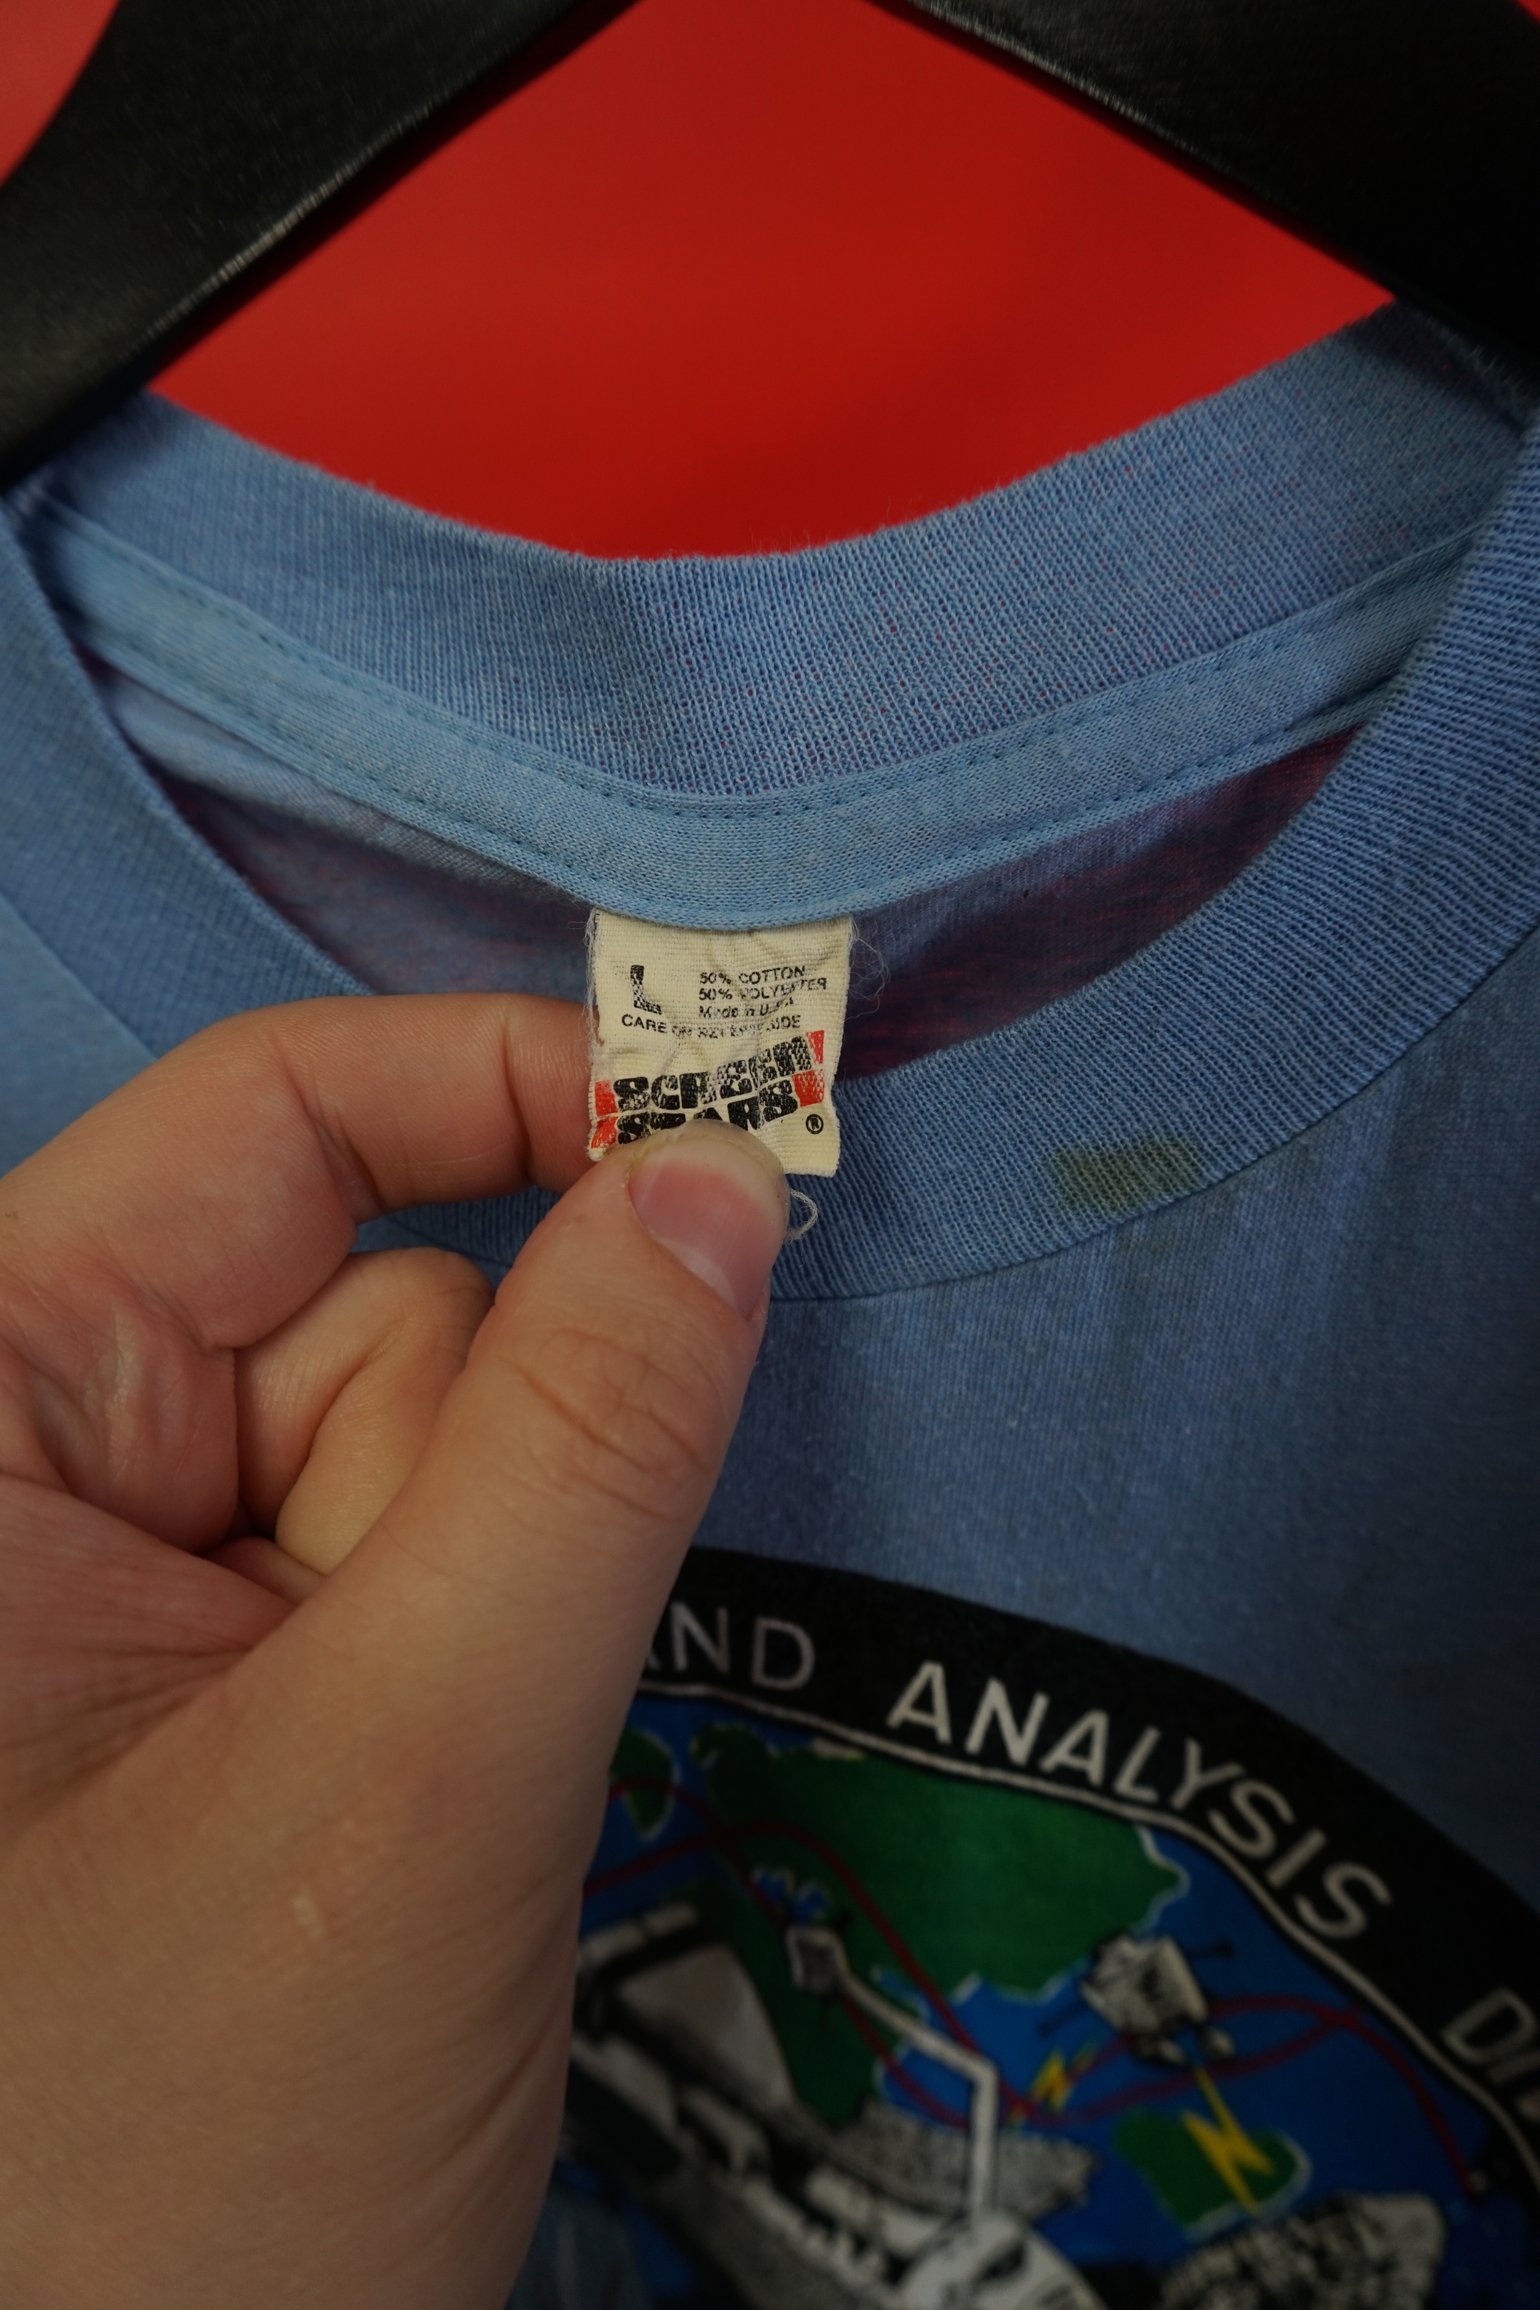 L
50% COTTON
50% POLYESTER
Made in U.S.A
CARE ON REVERSE SIDE
SCREEN
STARS ®
AND ANALYSIS